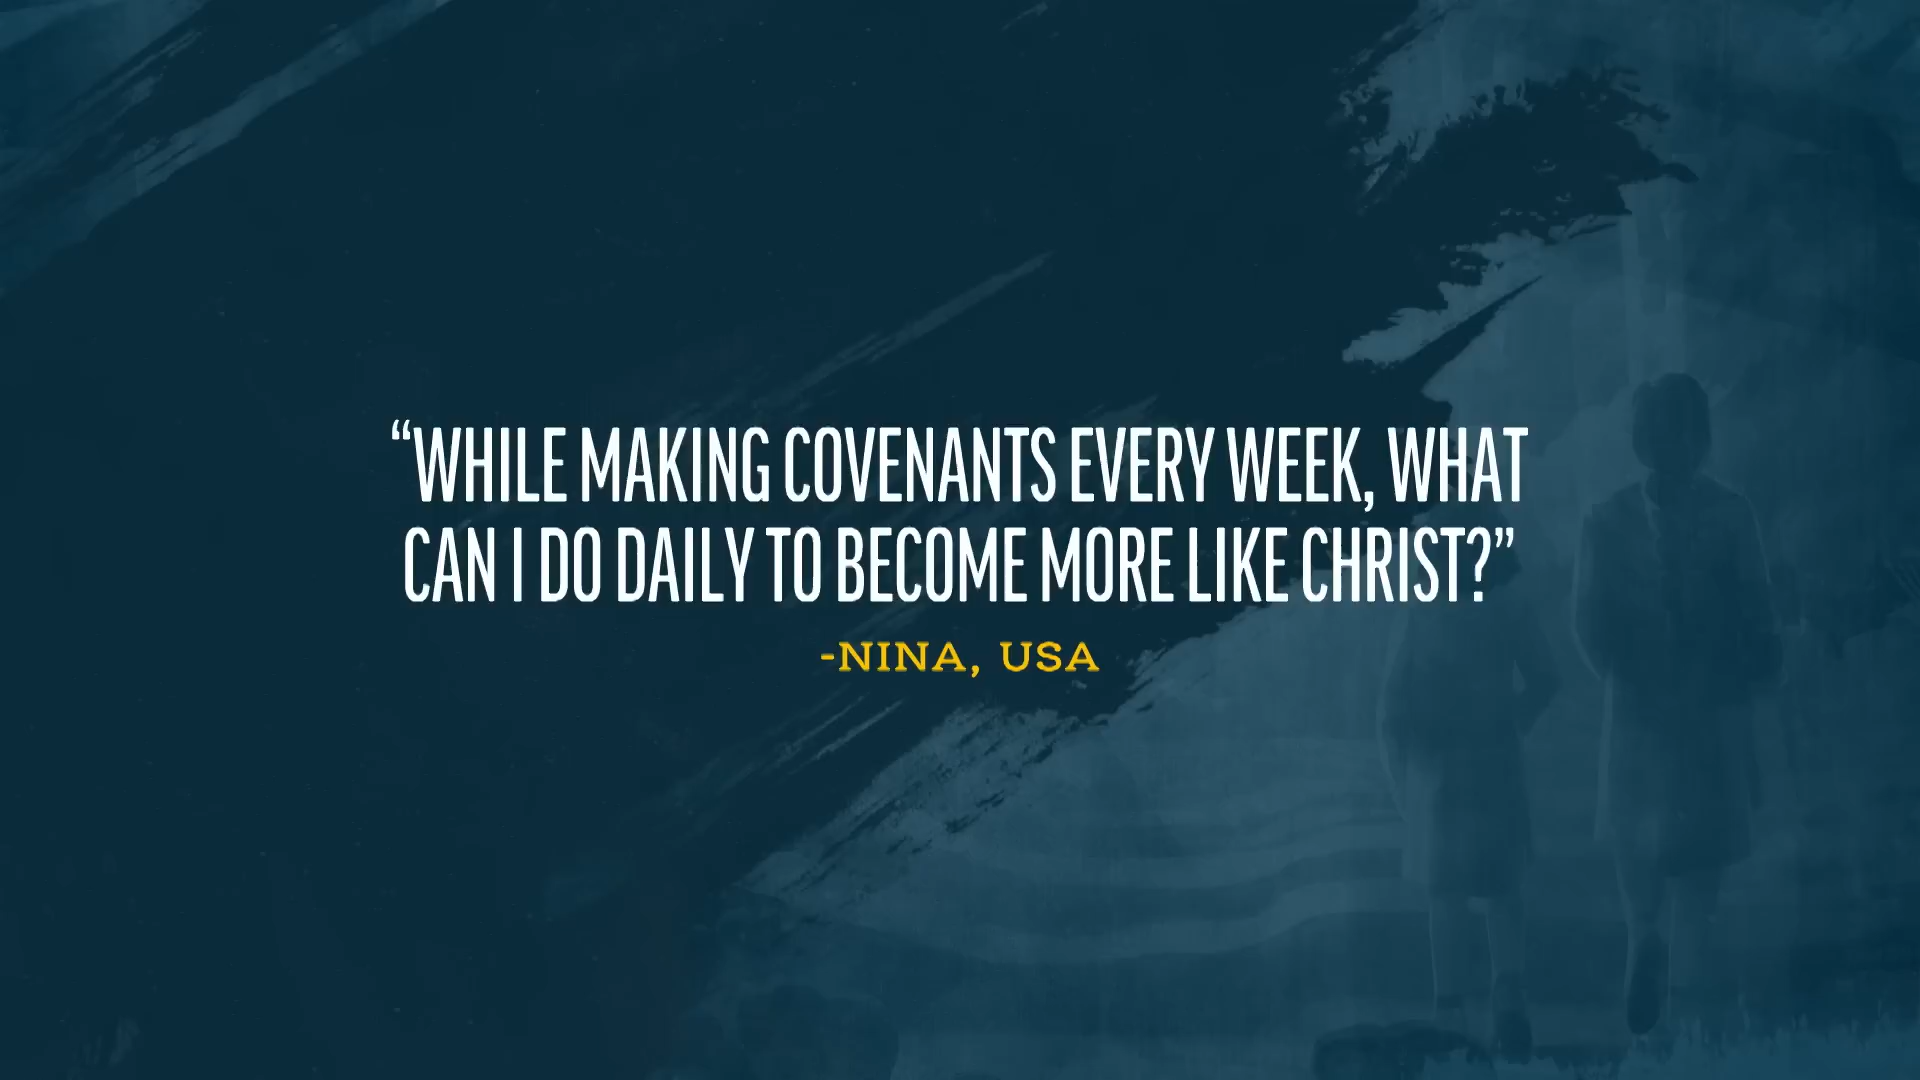 “WHILE MAKING COVENANTS EVERY WEEK, WHAT
CAN I DO DAILY TO BECOME MORE LIKE CHRIST?”
-NINA, USA